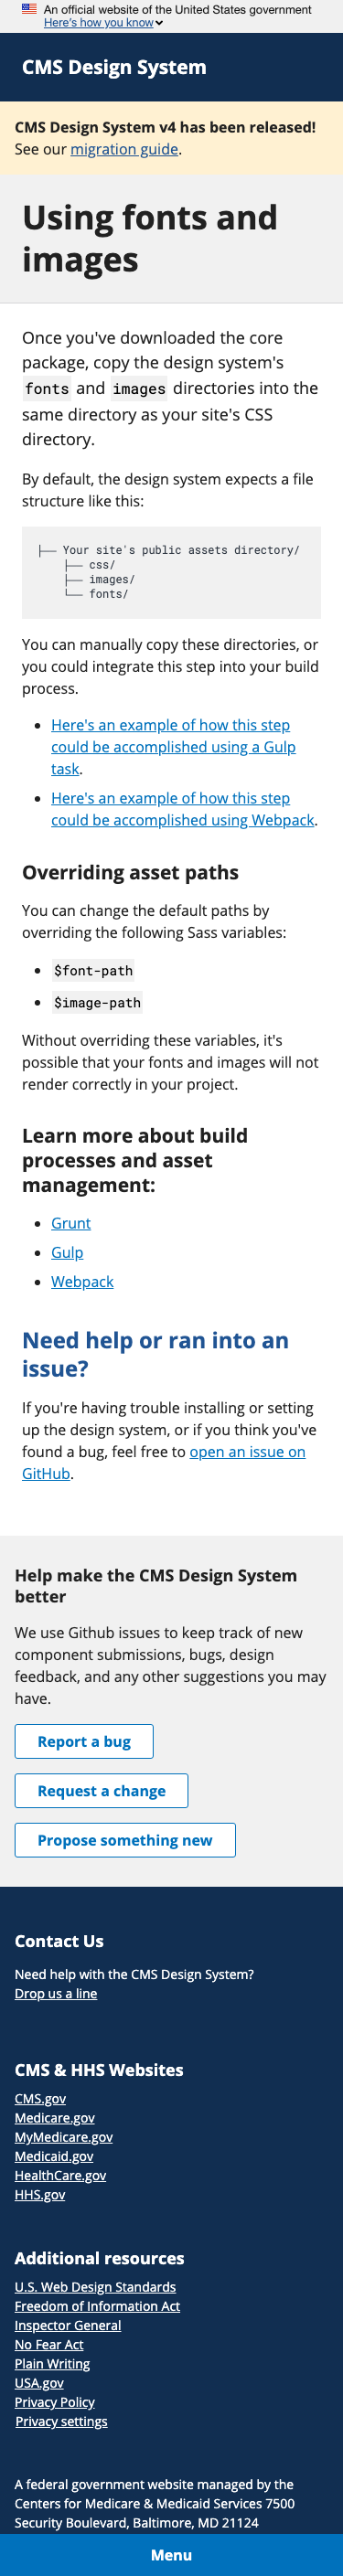 An official website of the United States government
Here's how you know
CMS Design System
CMS Design System v4 has been released!
See our migration guide.
Using fonts and
images
Once you've downloaded the core
package, copy the design system's
fonts and images directories into the
same directory as your site's CSS
directory.
By default, the design system expects a file
structure like this:
├── Your site's public assets directory/
├── css/
├── images/
└── fonts/
You can manually copy these directories, or
you could integrate this step into your build
process.
Here's an example of how this step
could be accomplished using a Gulp
task.
Here's an example of how this step
could be accomplished using Webpack.
Overriding asset paths
You can change the default paths by
overriding the following Sass variables:
$font-path
$image-path
Without overriding these variables, it's
possible that your fonts and images will not
render correctly in your project.
Learn more about build
processes and asset
management:
Grunt
Gulp
Webpack
Need help or ran into an
issue?
If you're having trouble installing or setting
up the design system, or if you think you've
found a bug, feel free to open an issue on
GitHub.
Help make the CMS Design System
better
We use Github issues to keep track of new
component submissions, bugs, design
feedback, and any other suggestions you may
have.
Report a bug
Request a change
Propose something new
Contact Us
Need help with the CMS Design System?
Drop us a line
CMS & HHS Websites
CMS.gov
Medicare.gov
MyMedicare.gov
Medicaid.gov
HealthCare.gov
HHS.gov
Additional resources
U.S. Web Design Standards
Freedom of Information Act
Inspector General
No Fear Act
Plain Writing
USA.gov
Privacy Policy
Privacy settings
A federal government website managed by the
Centers for Medicare & Medicaid Services 7500
Security Boulevard, Baltimore, MD 21124
Menu